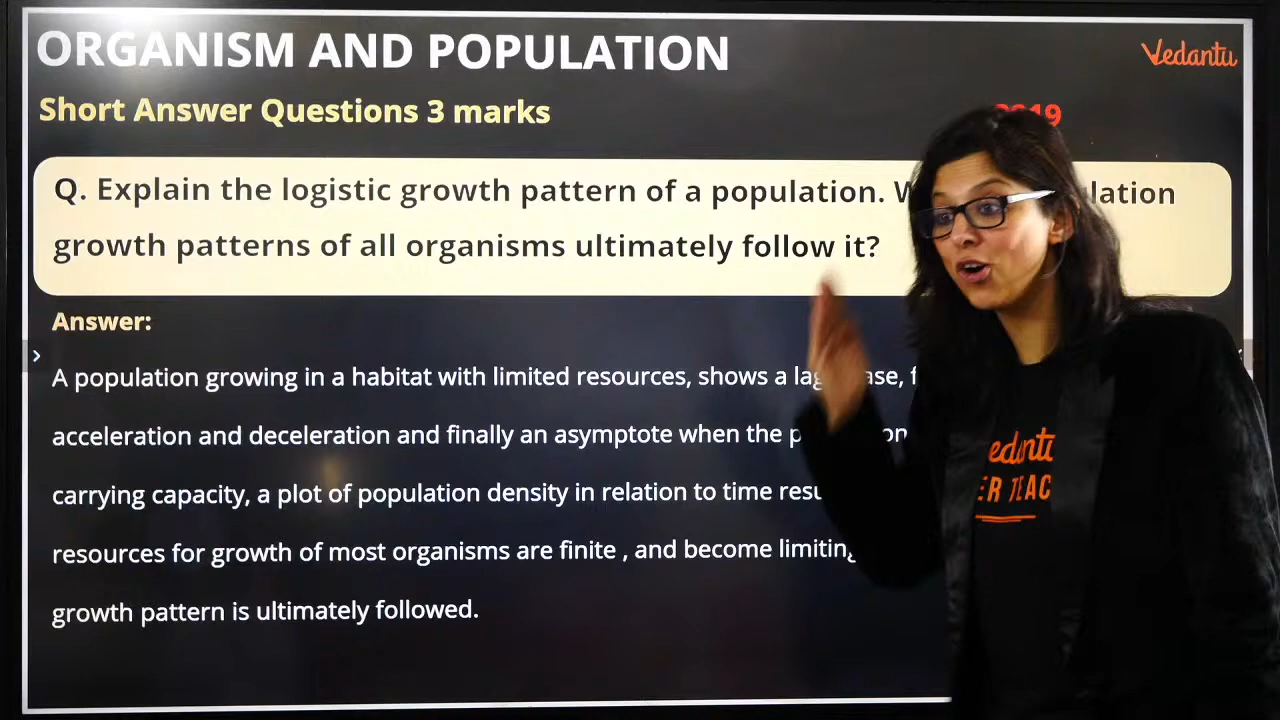 ORGANISM AND POPULATION
Vedantu
Short Answer Questions 3 marks
Q. Explain the logistic growth pattern of a population.
growth patterns of all organisms ultimately follow it?
Answer:
A population growing in a habitat with limited resources, shows a
acceleration and deceleration and finally an asymptote when the
carrying capacity, a plot of population density in relation to time
resources for growth of most organisms are finite , and become limiting
growth pattern is ultimately followed.